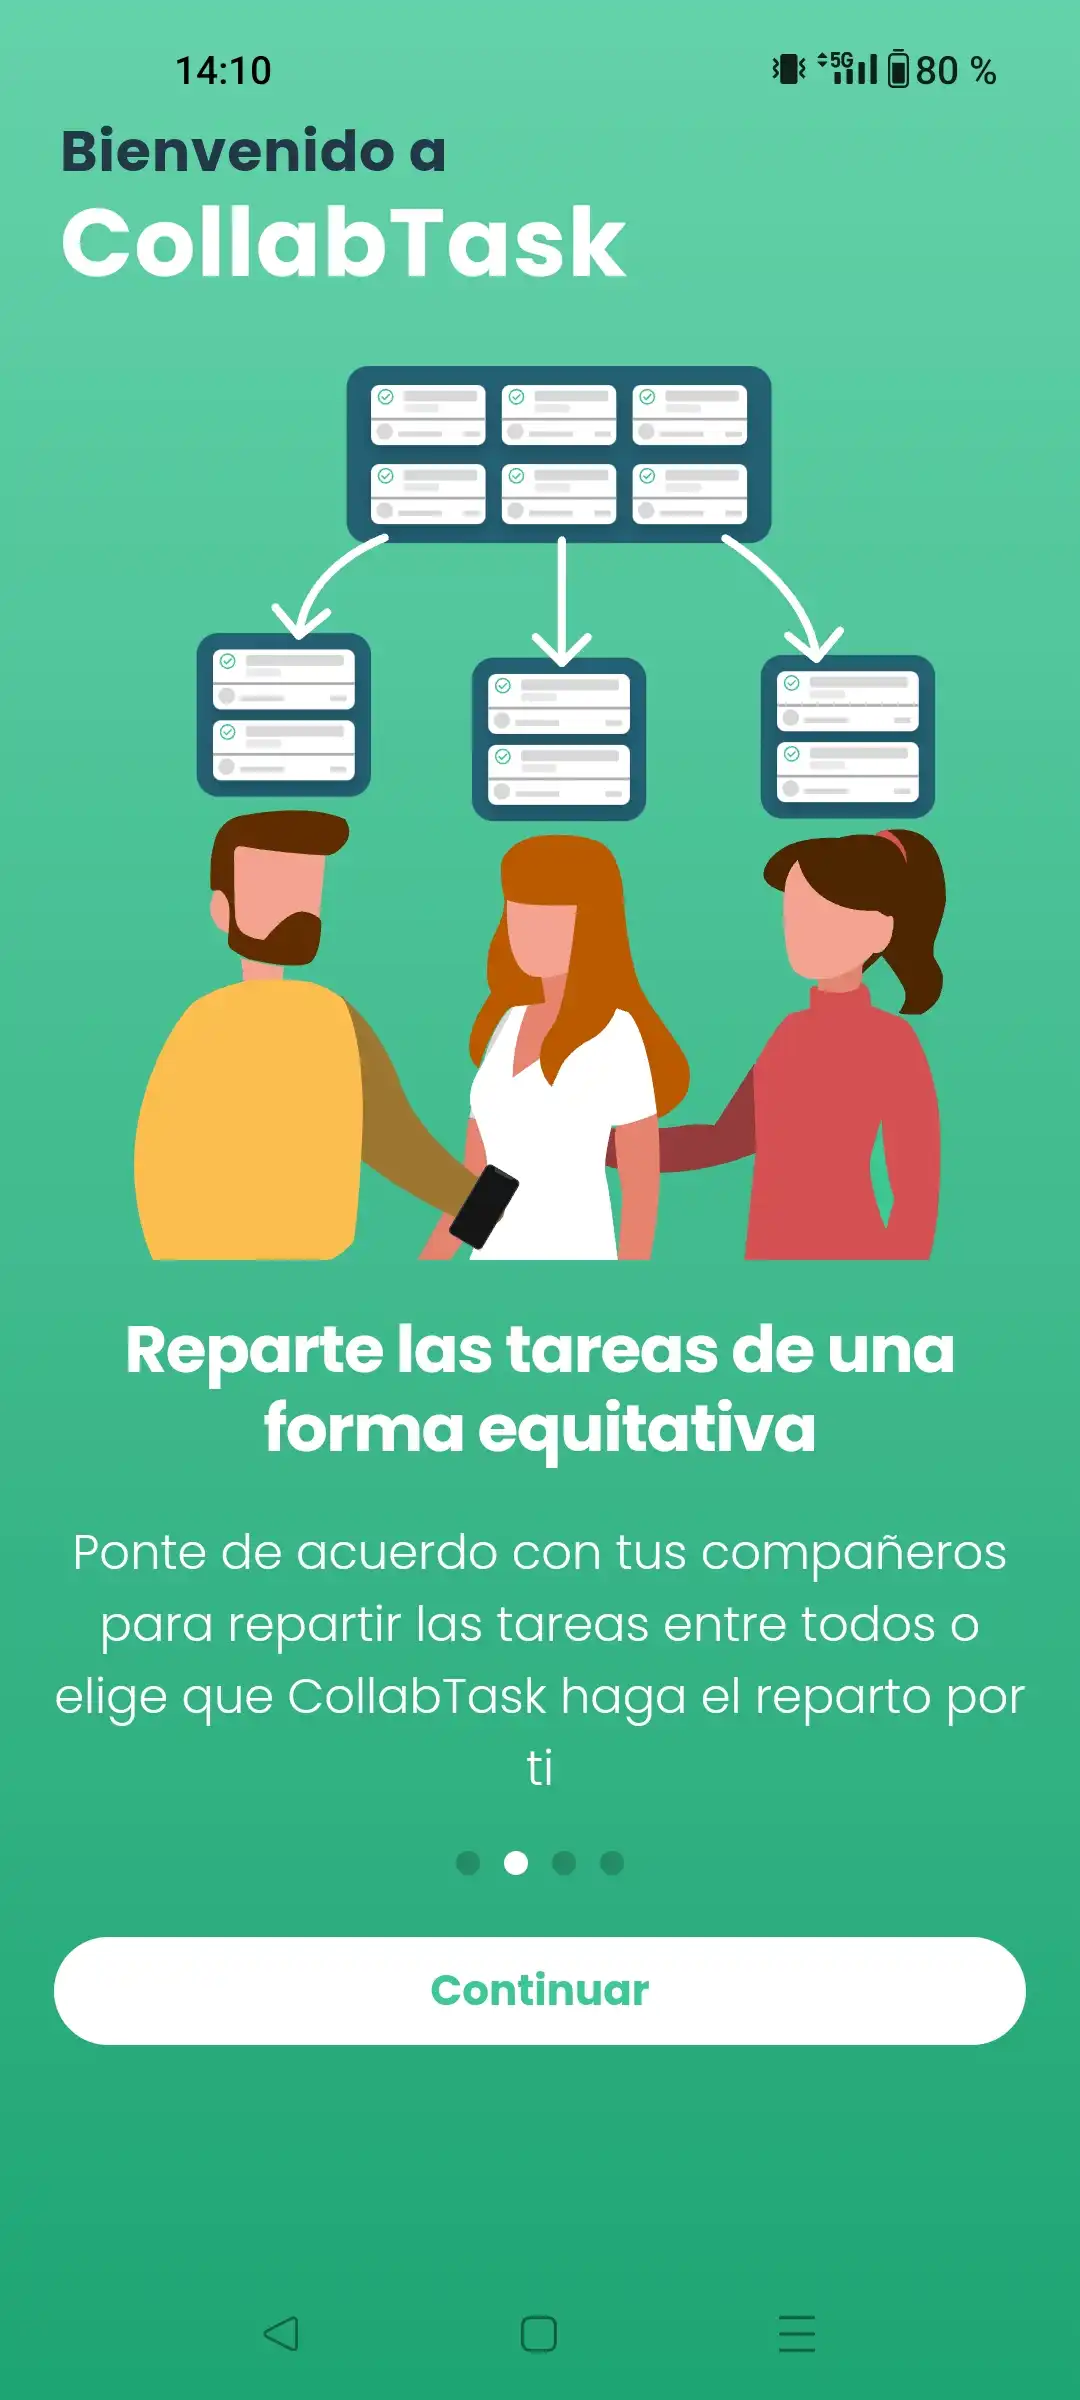 14:10
5G
80 %
Bienvenido a
CollabTask
Reparte las tareas de una
forma equitativa
Ponte de acuerdo con tus compañeros
para repartir las tareas entre todos o
elige que CollabTask haga el reparto por
ti
Continuar